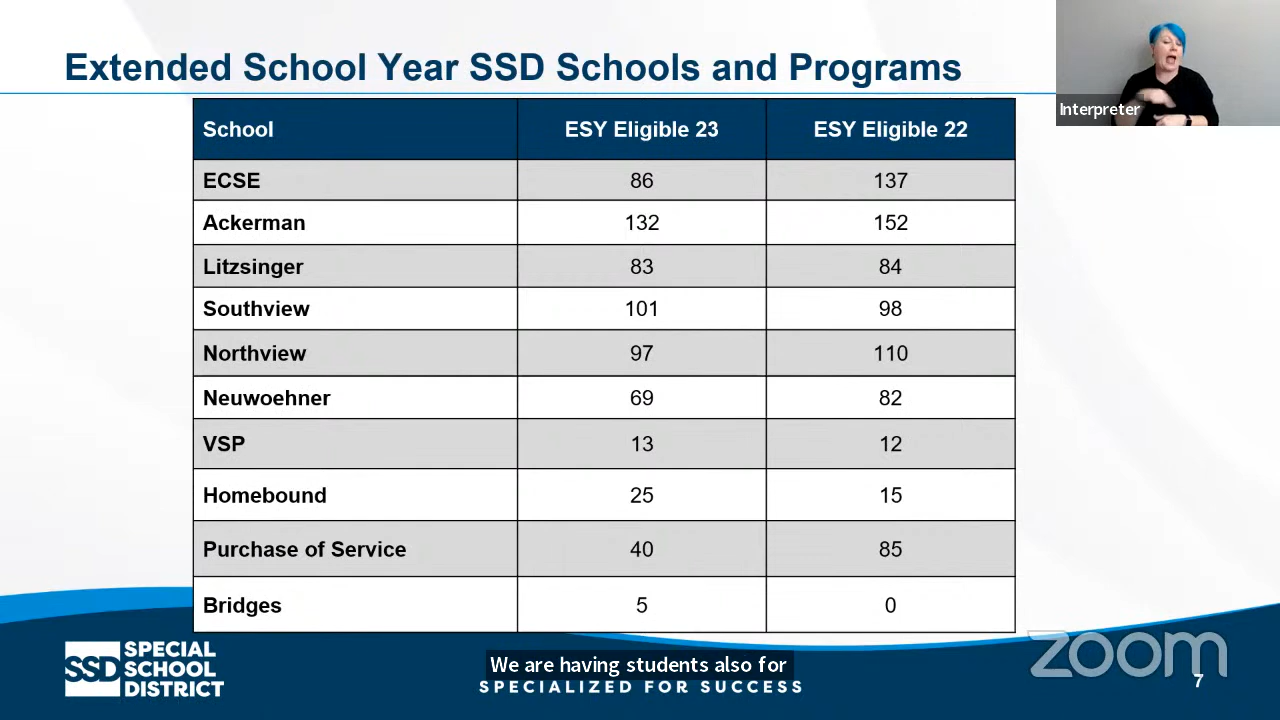 Extended School Year SSD Schools and Programs
Interpreter
School ESY Eligible 23 ESY Eligible 22
ECSE 86 137
Ackerman 132 152
Litzsinger 83 84
Southview 101 98
Northview 97 110
Neuwoehner 69 82
VSP 13 12
Homebound 25 15
Purchase of Service 40 85
Bridges 5 0
SSD
SPECIAL
SCHOOL
DISTRICT
We are having students also for
SPECIALIZED FOR SUCCESS
zoom
7